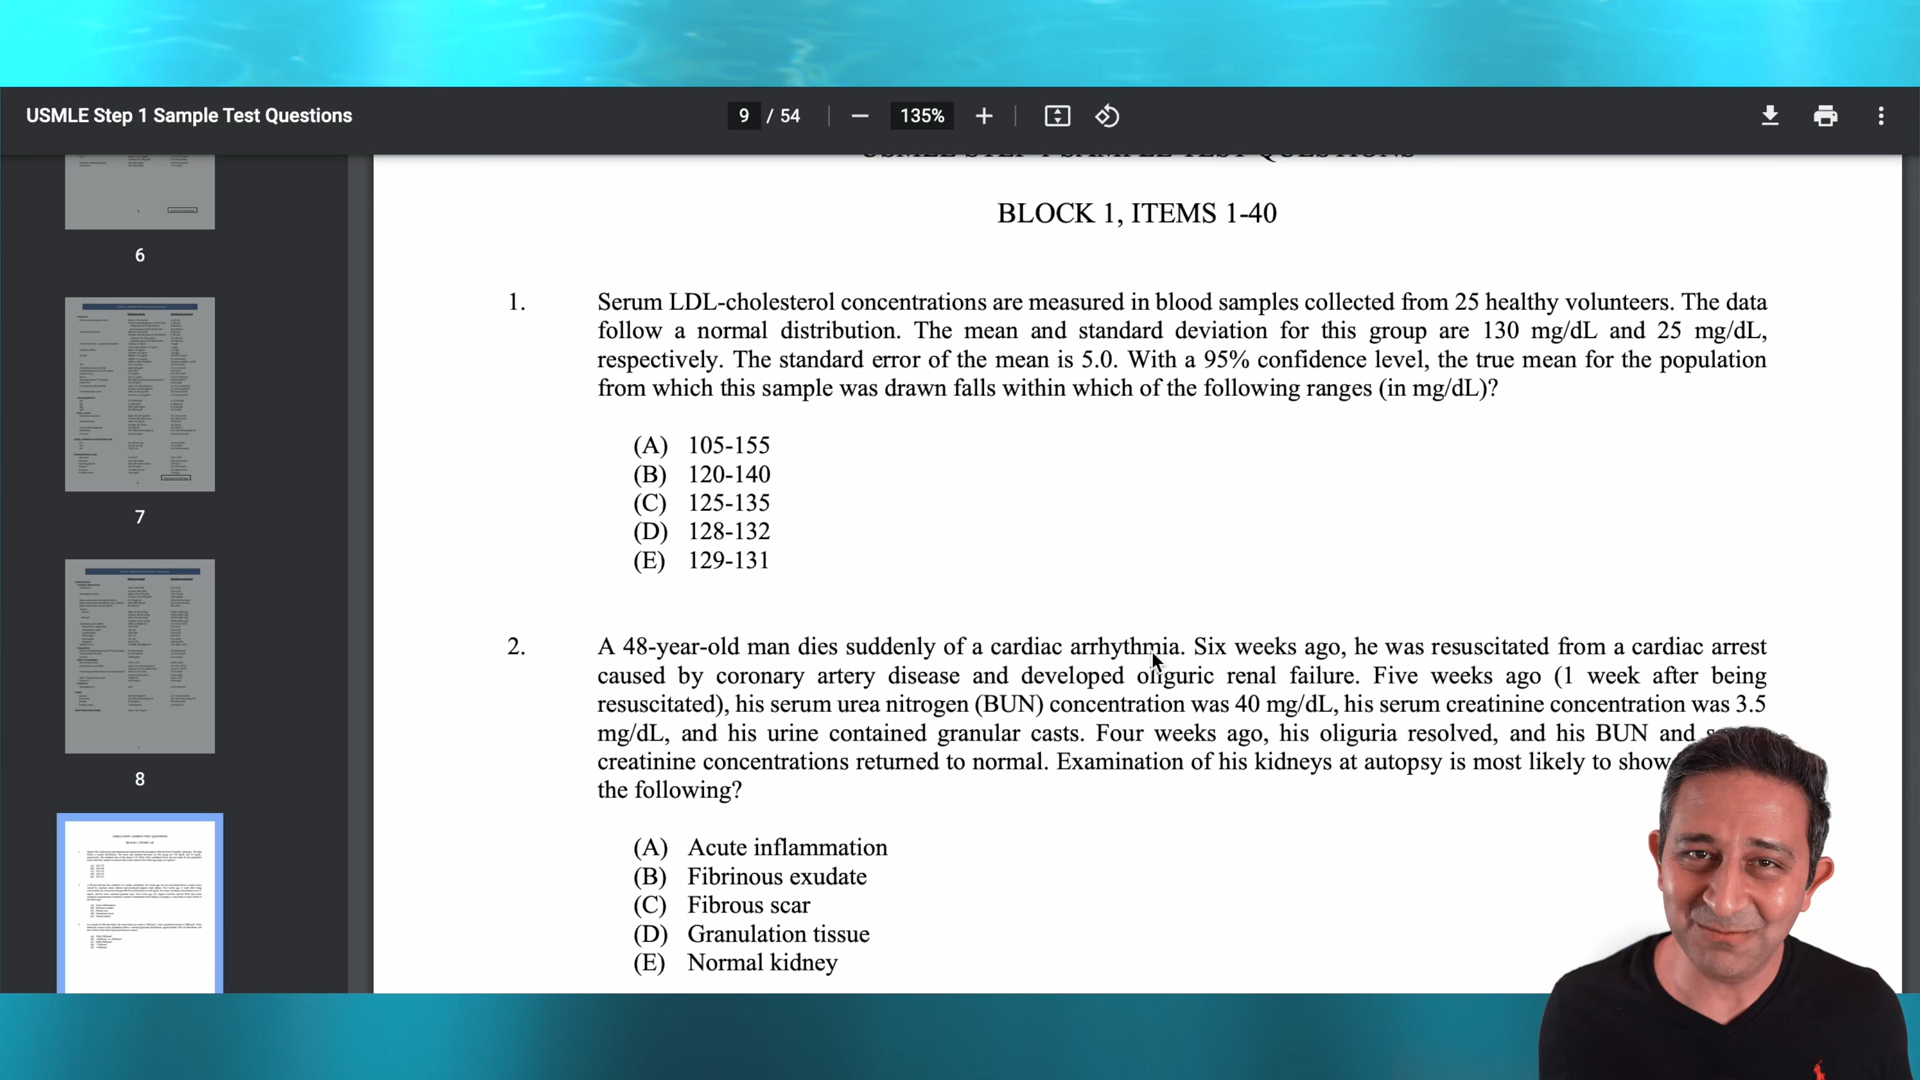 USMLE Step 1 Sample Test Questions
9 / 54
135%
6
7
8
USMLE STEP 1 SAMPLE TEST QUESTIONS
BLOCK 1, ITEMS 1-40
1. Serum LDL-cholesterol concentrations are measured in blood samples collected from 25 healthy volunteers. The data
follow a normal distribution. The mean and standard deviation for this group are 130 mg/dL and 25 mg/dL,
respectively. The standard error of the mean is 5.0. With a 95% confidence level, the true mean for the population
from which this sample was drawn falls within which of the following ranges (in mg/dL)?
(A) 105-155
(B) 120-140
(C) 125-135
(D) 128-132
(E) 129-131
2. A 48-year-old man dies suddenly of a cardiac arrhythmia. Six weeks ago, he was resuscitated from a cardiac arrest
caused by coronary artery disease and developed oliguric renal failure. Five weeks ago (1 week after being
resuscitated), his serum urea nitrogen (BUN) concentration was 40 mg/dL, his serum creatinine concentration was 3.5
mg/dL, and his urine contained granular casts. Four weeks ago, his oliguria resolved, and his BUN and
creatinine concentrations returned to normal. Examination of his kidneys at autopsy is most likely to show
the following?
(A) Acute inflammation
(B) Fibrinous exudate
(C) Fibrous scar
(D) Granulation tissue
(E) Normal kidney